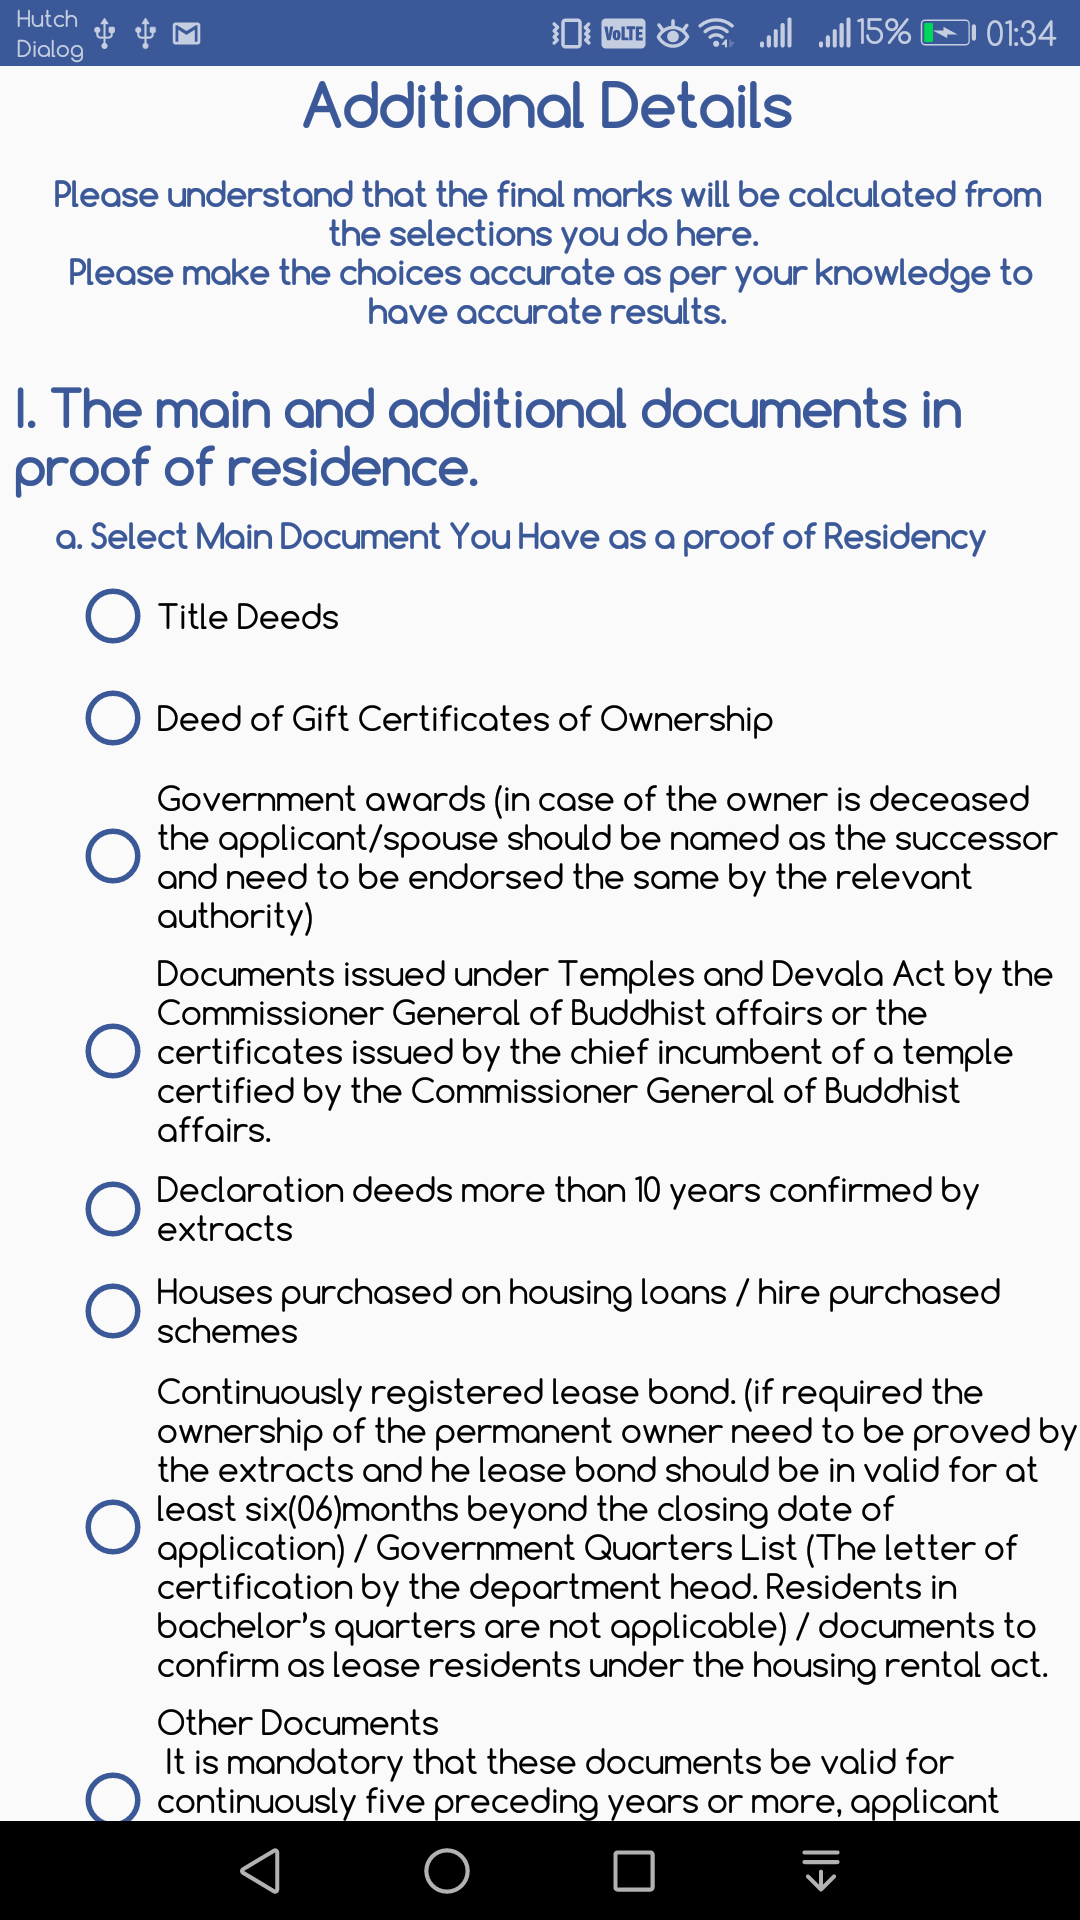 Hutch
Dialog
VoLTE
15%
01:34
Additional Details
Please understand that the final marks will be calculated from
the selections you do here.
Please make the choices accurate as per your knowledge to
have accurate results.
I. The main and additional documents in
proof of residence.
a. Select Main Document You Have as a proof of Residency
Title Deeds
Deed of Gift Certificates of Ownership
Government awards (in case of the owner is deceased
the applicant/spouse should be named as the successor
and need to be endorsed the same by the relevant
authority)
Documents issued under Temples and Devala Act by the
Commissioner General of Buddhist affairs or the
certificates issued by the chief incumbent of a temple
certified by the Commissioner General of Buddhist
affairs.
Declaration deeds more than 10 years confirmed by
extracts
Houses purchased on housing loans / hire purchased
schemes
Continuously registered lease bond. (if required the
ownership of the permanent owner need to be proved by
the extracts and he lease bond should be in valid for at
least six(06)months beyond the closing date of
application) / Government Quarters List (The letter of
certification by the department head. Residents in
bachelor's quarters are not applicable) / documents to
confirm as lease residents under the housing rental act.
Other Documents
It is mandatory that these documents be valid for
continuously five preceding years or more, applicant